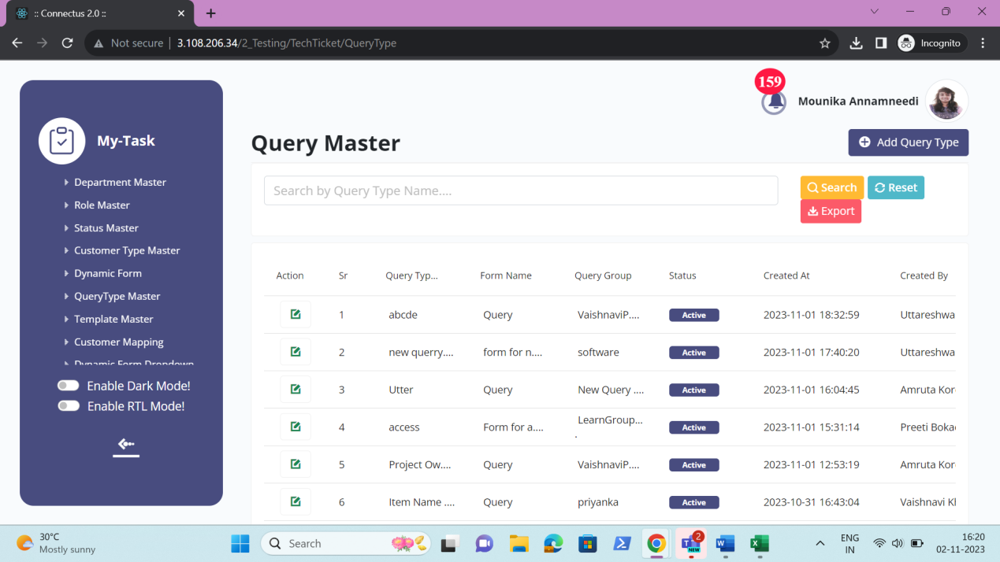 :: Connectus 2.0 ::
Not secure
3.108.206.34/2_Testing/TechTicket/QueryType
Incognito
159
Mounika Annamneedi
My-Task
Department Master
Role Master
Status Master
Customer Type Master
Dynamic Form
QueryType Master
Template Master
Customer Mapping
Dynamic Form Dropdown
Enable Dark Mode!
Enable RTL Mode!
Query Master
Add Query Type
Search by Query Type Name....
Search
Reset
Export
Action Sr Query Typ... Form Name Query Group Status Created At Created By
1 abcde Query VaishnaviP.... Active 2023-11-01 18:32:59 Uttareshwa
2 new querry.... form for n.... software Active 2023-11-01 17:40:20 Uttareshwa
3 Utter Query New Query .... Active 2023-11-01 16:04:45 Amruta Kor
4 access Form for a.... LearnGroup... . Active 2023-11-01 15:31:14 Preeti Boka
5 Project Ow.... Query VaishnaviP.... Active 2023-11-01 12:53:19 Amruta Kor
6 Item Name .... Query priyanka Active 2023-10-31 16:43:04 Vaishnavi Kl
30°C
Mostly sunny
Search
2
NEW
ENG
IN
16:20
02-11-2023